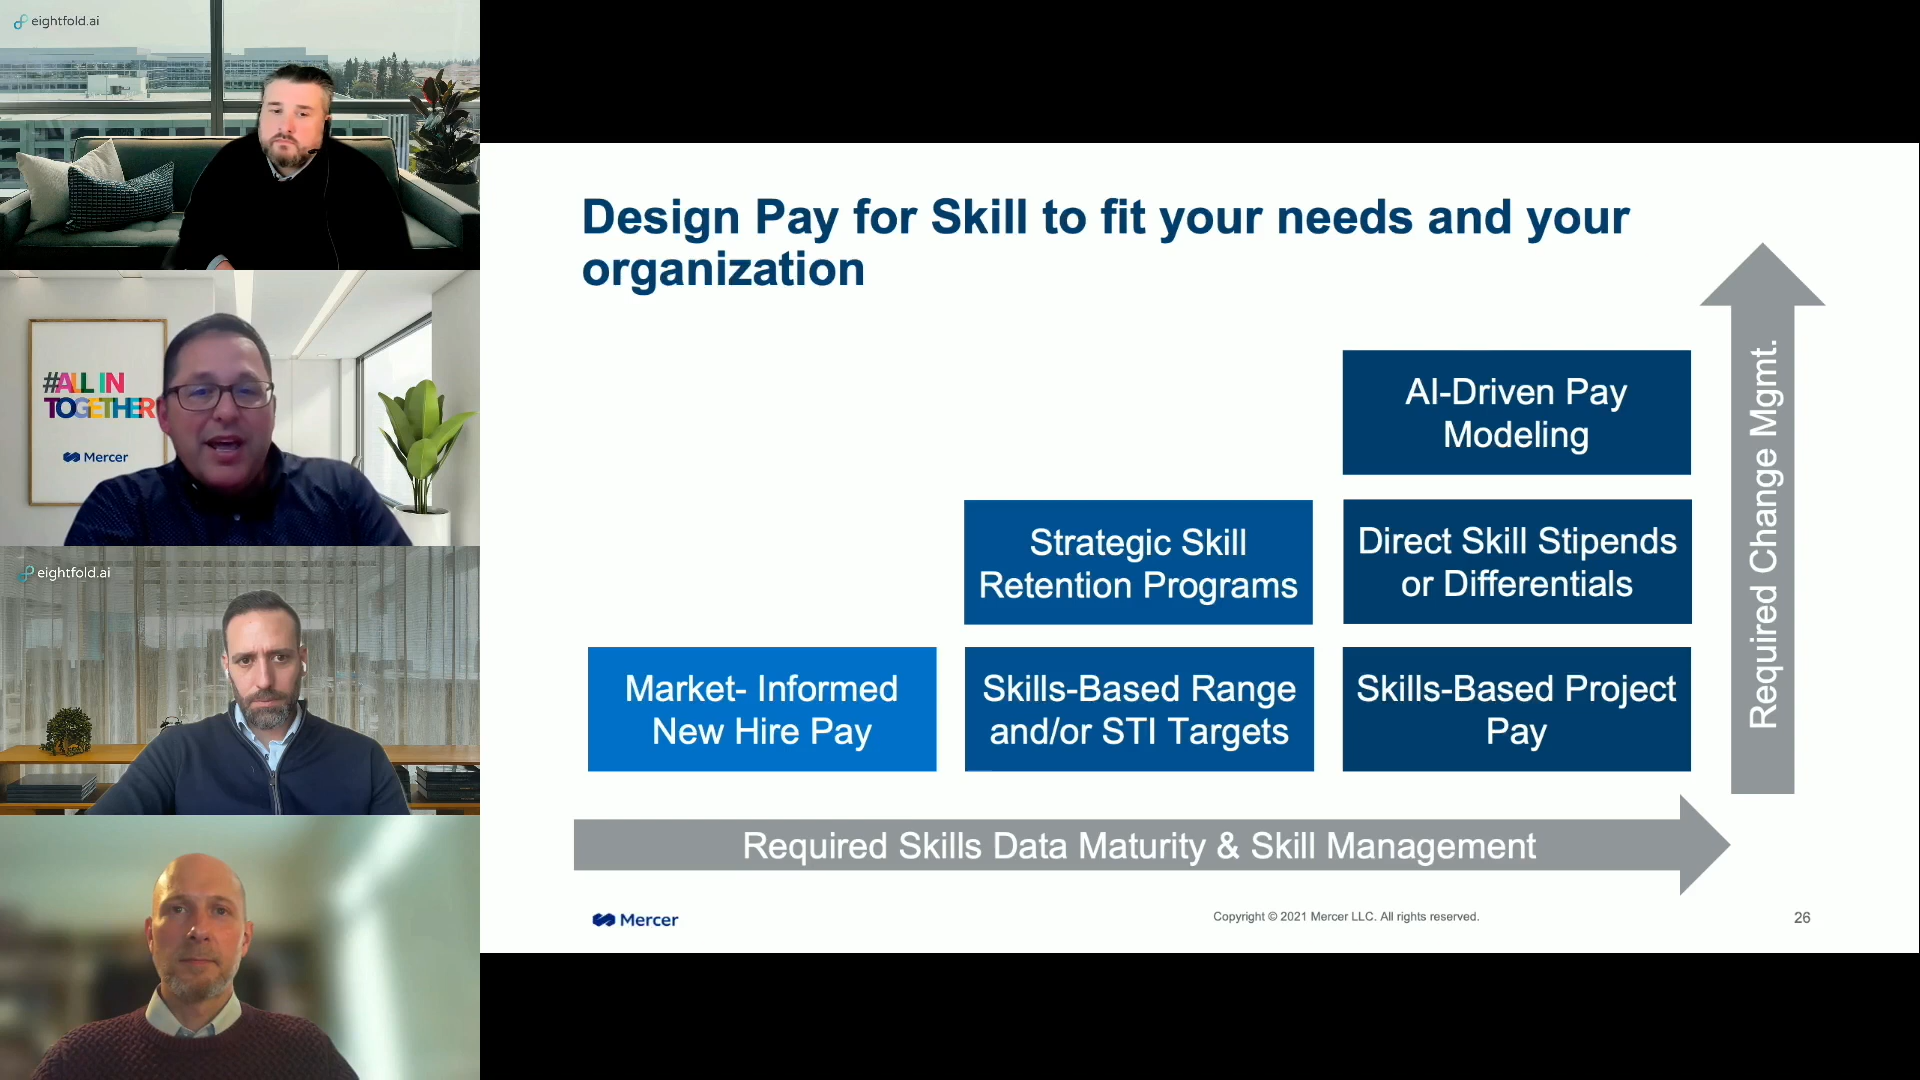 eightfold.ai
#ALL IN
TOGETHER
Mercer
eightfold.ai
Design Pay for Skill to fit your needs and your
organization
AI-Driven Pay
Modeling
Strategic Skill
Retention Programs
Direct Skill Stipends
or Differentials
Market- Informed
New Hire Pay
Skills-Based Range
and/or STI Targets
Skills-Based Project
Pay
Required Change Mgmt.
Required Skills Data Maturity & Skill Management
Mercer
Copyright © 2021 Mercer LLC. All rights reserved.
26